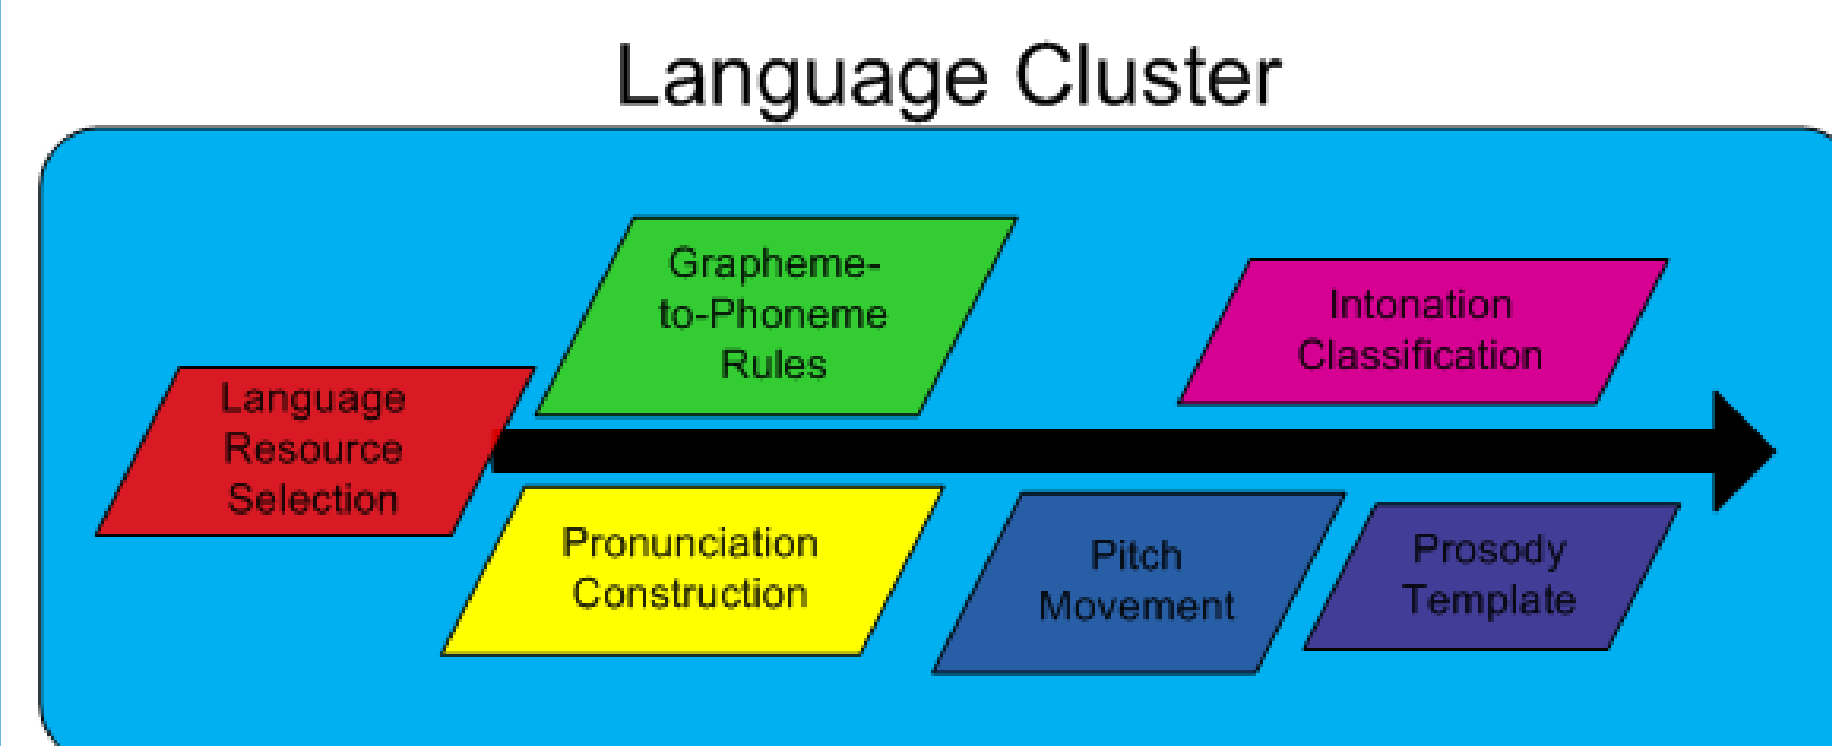 Language Cluster
Language
Resource
Selection
Grapheme-
to-Phoneme
Rules
Pronunciation
Construction
Pitch
Movement
Intonation
Classification
Prosody
Template